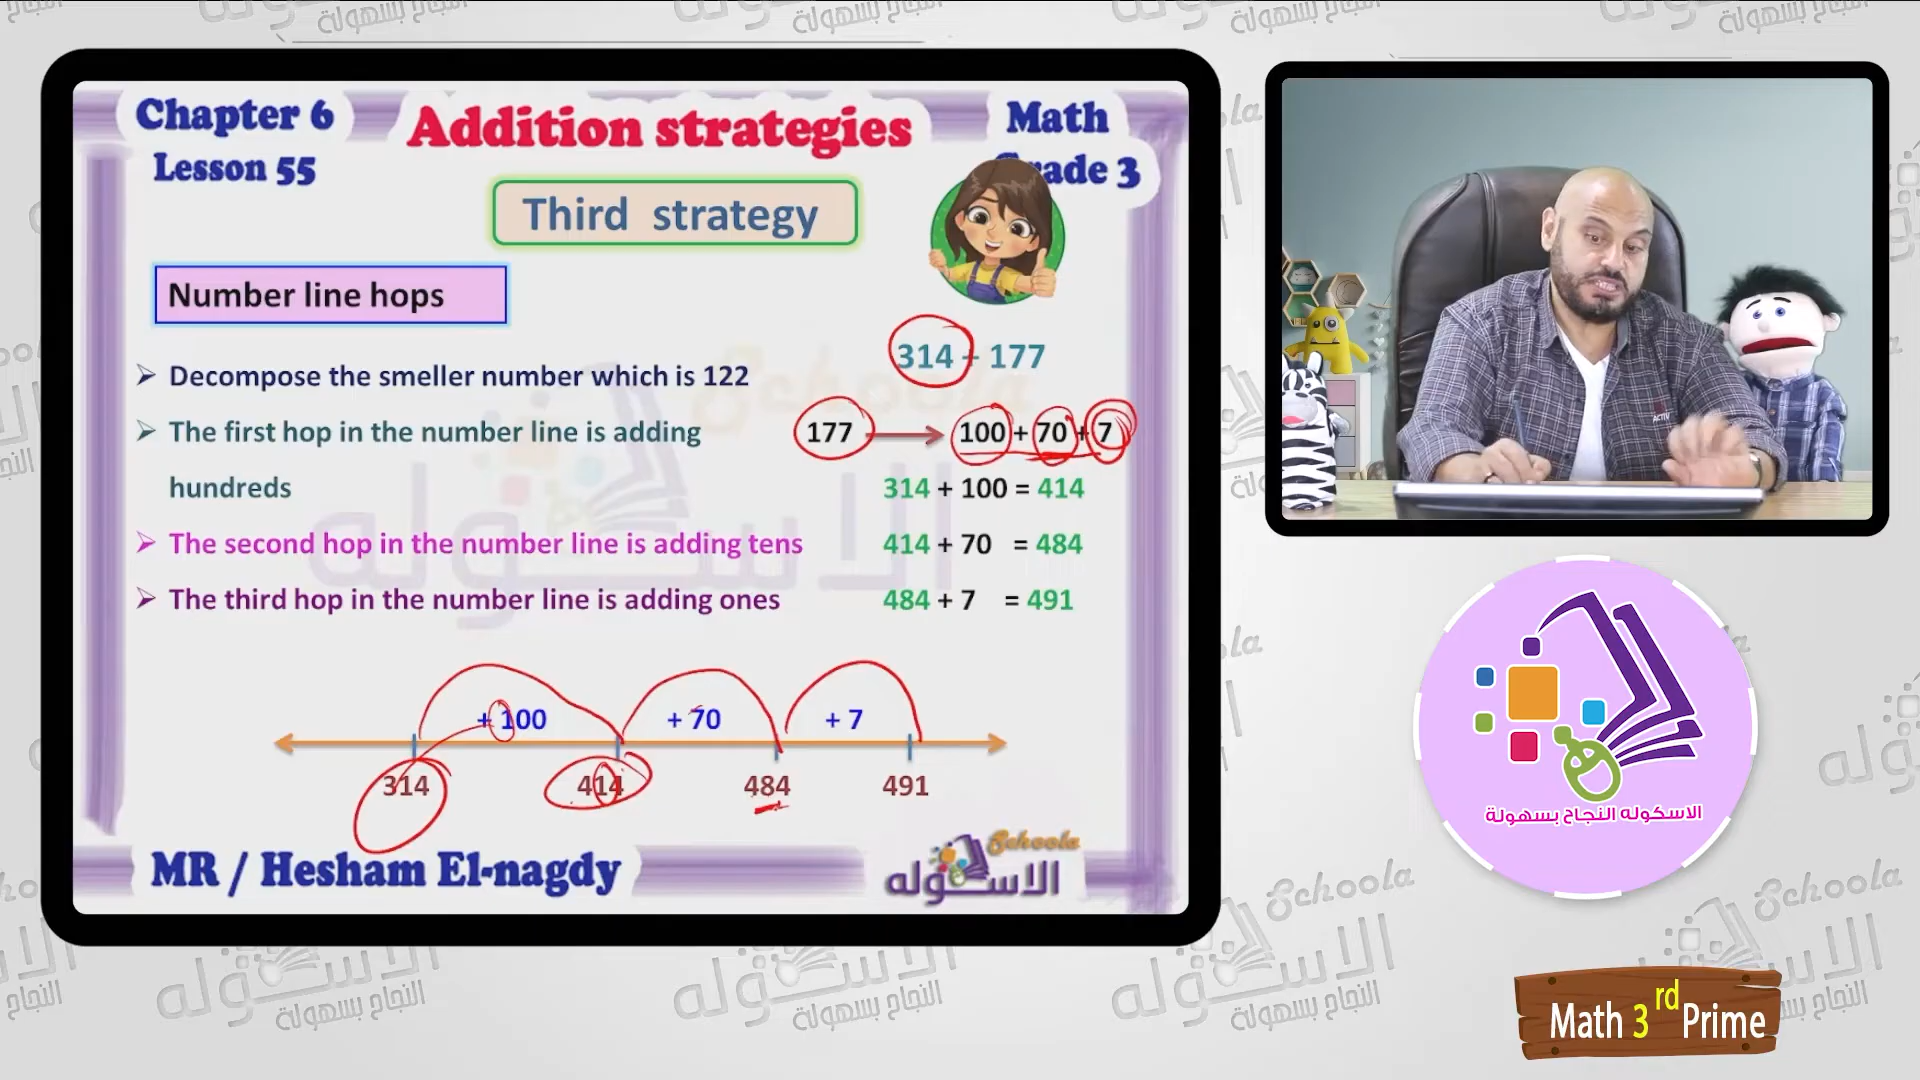 Chapter 6
Lesson 55
Addition strategies
Math
Grade 3
Third strategy
Number line hops
314 + 177
Decompose the smeller number which is 122
177 100 + 70 + 7
The first hop in the number line is adding
hundreds
314 + 100 = 414
The second hop in the number line is adding tens
414 + 70 = 484
The third hop in the number line is adding ones
484 + 7 = 491
+ 100 + 70 + 7
314 414 484 491
MR / Hesham El-nagdy
Schoola
الاسكوله
الاسكوله النجاح بسهولة
Math 3rd Prime